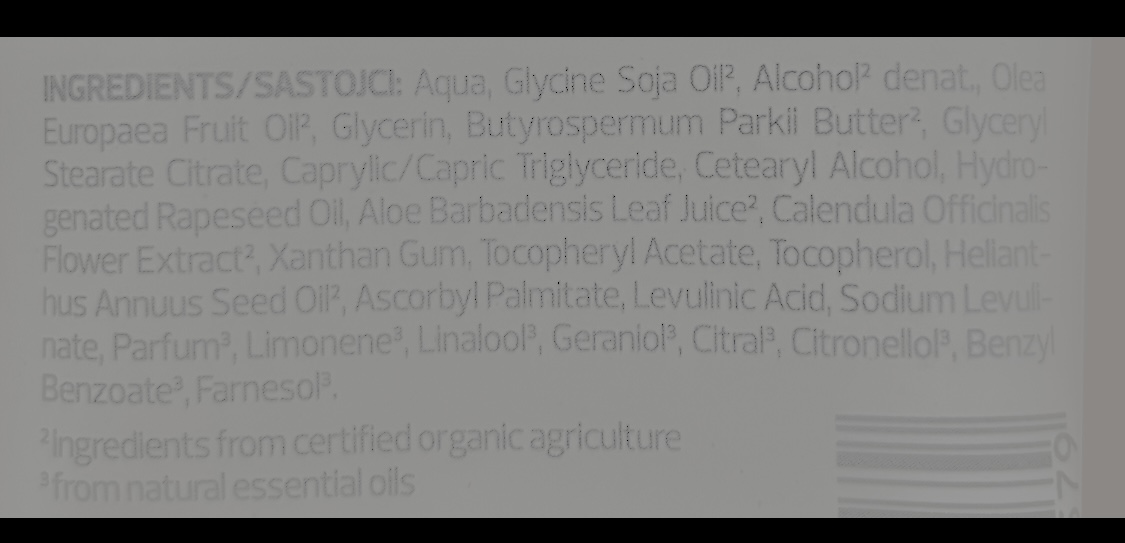 INGREDIENTS/SASTOJCI: Aqua, Glycine Soja Oil², Alcohol² denat., Olea
Europaea Fruit Oil², Glycerin, Butyrospermum Parkii Butter², Glyceryl
Stearate Citrate, Caprylic/Capric Triglyceride, Cetearyl Alcohol, Hydro-
genated Rapeseed Oil, Aloe Barbadensis Leaf Juice², Calendula Officinalis
Flower Extract², Xanthan Gum, Tocopheryl Acetate, Tocopherol, Heliant-
hus Annuus Seed Oil², Ascorbyl Palmitate, Levulinic Acid, Sodium Levuli-
nate, Parfum³, Limonene³, Linalool³, Geraniol³, Citral³, Citronellol³, Benzyl
Benzoate³, Farnesol³.
²Ingredients from certified organic agriculture
³from natural essential oils